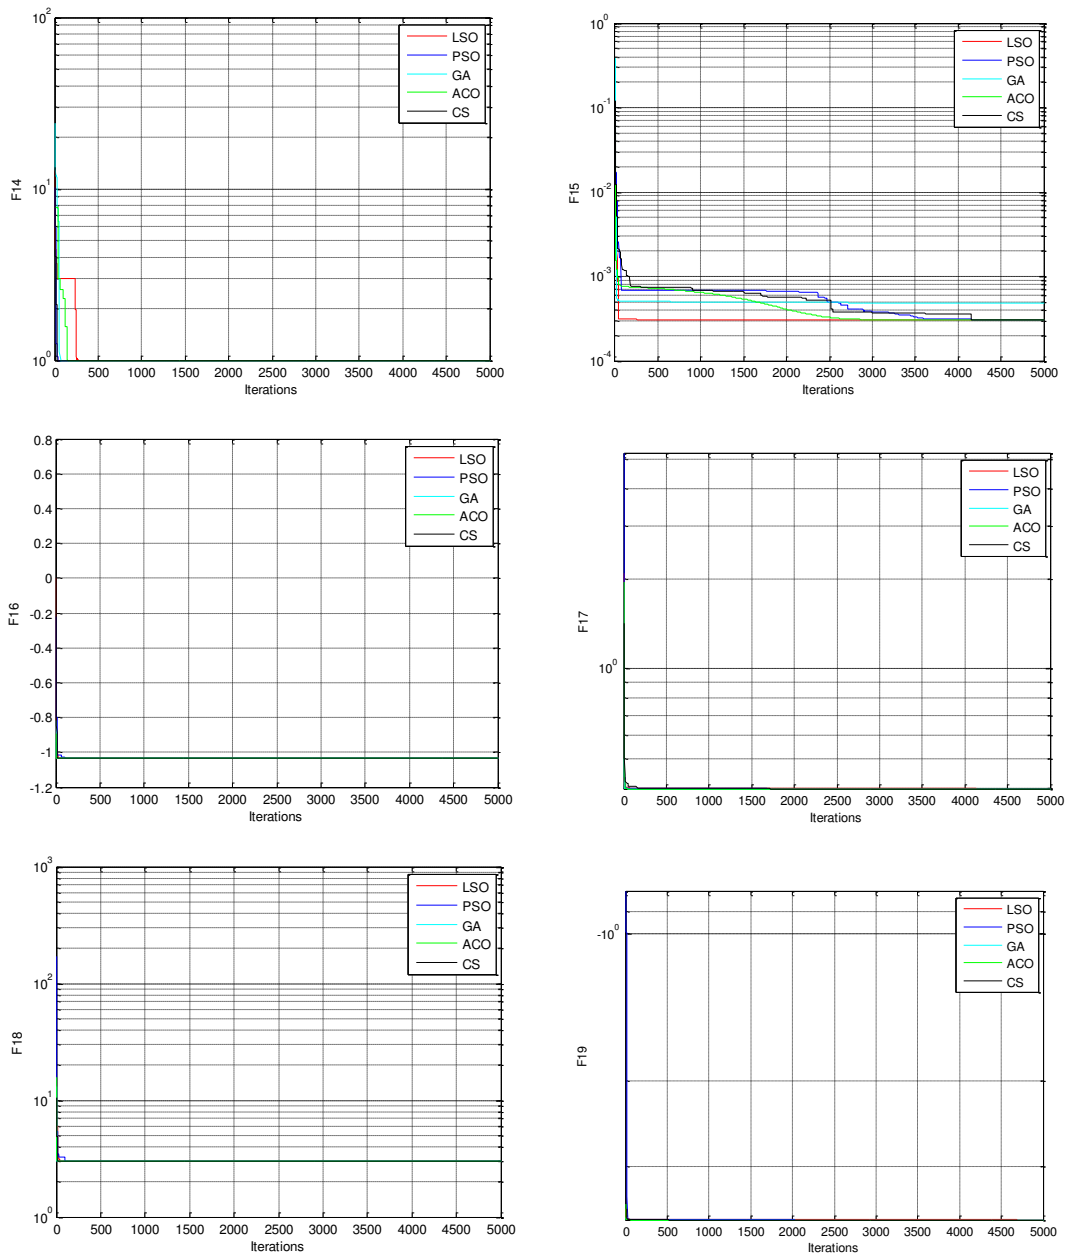 10^2
10^1
10^0
F14
0 500 1000 1500 2000 2500 3000 3500 4000 4500 5000
Iterations
LSO
PSO
GA
ACO
CS
10^0
10^-1
10^-2
10^-3
10^-4
F15
0 500 1000 1500 2000 2500 3000 3500 4000 4500 5000
Iterations
LSO
PSO
GA
ACO
CS
0.8
0.6
0.4
0.2
0
-0.2
-0.4
-0.6
-0.8
-1
-1.2
F16
0 500 1000 1500 2000 2500 3000 3500 4000 4500 5000
Iterations
LSO
PSO
GA
ACO
CS
10^0
F17
0 500 1000 1500 2000 2500 3000 3500 4000 4500 5000
Iterations
LSO
PSO
GA
ACO
CS
10^3
10^2
10^1
10^0
F18
0 500 1000 1500 2000 2500 3000 3500 4000 4500 5000
Iterations
LSO
PSO
GA
ACO
CS
-10^0
F19
0 500 1000 1500 2000 2500 3000 3500 4000 4500 5000
Iterations
LSO
PSO
GA
ACO
CS